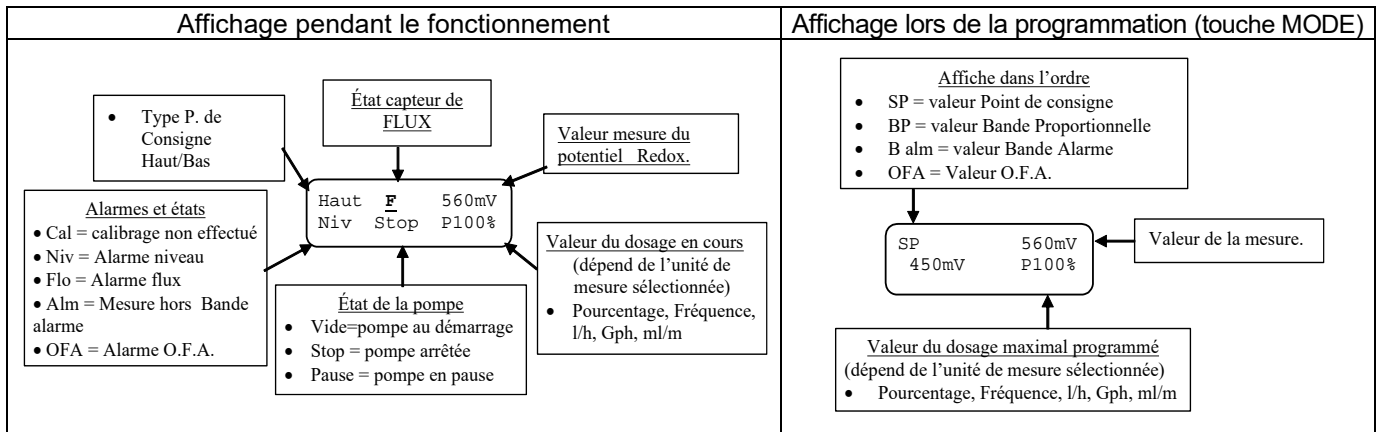 Affichage pendant le fonctionnement
Affichage lors de la programmation (touche MODE)
• Type P. de
Consigne
Haut/Bas
État capteur de
FLUX
Valeur mesure du
potentiel Redox.
Alarmes et états
• Cal = calibrage non effectué
• Niv = Alarme niveau
• Flo = Alarme flux
• Alm = Mesure hors Bande
alarme
• OFA = Alarme O.F.A.
Haut F 560mV
Niv Stop P100%
État de la pompe
• Vide=pompe au démarrage
• Stop = pompe arrêtée
• Pause = pompe en pause
Valeur du dosage en cours
(dépend de l’unité de
mesure sélectionnée)
• Pourcentage, Fréquence,
l/h, Gph, ml/m
Affiche dans l’ordre
• SP = valeur Point de consigne
• BP = valeur Bande Proportionnelle
• B alm = valeur Bande Alarme
• OFA = Valeur O.F.A.
SP 560mV
450mV P100%
Valeur de la mesure.
Valeur du dosage maximal programmé
(dépend de l’unité de mesure sélectionnée)
• Pourcentage, Fréquence, l/h, Gph, ml/m